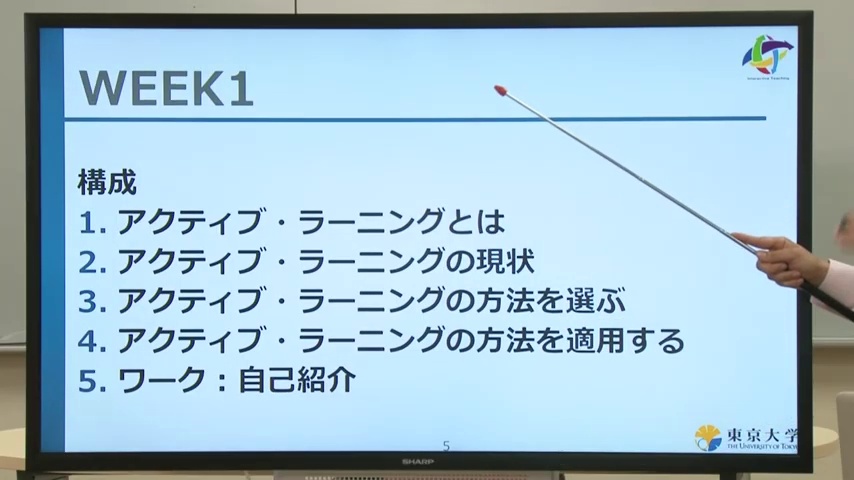 WEEK1
Interactive Teaching
構成
1. アクティブ・ラーニングとは
2. アクティブ・ラーニングの現状
3. アクティブ・ラーニングの方法を選ぶ
4. アクティブ・ラーニングの方法を適用する
5. ワーク：自己紹介
5
東京大学
THE UNIVERSITY OF TOKYO
SHARP